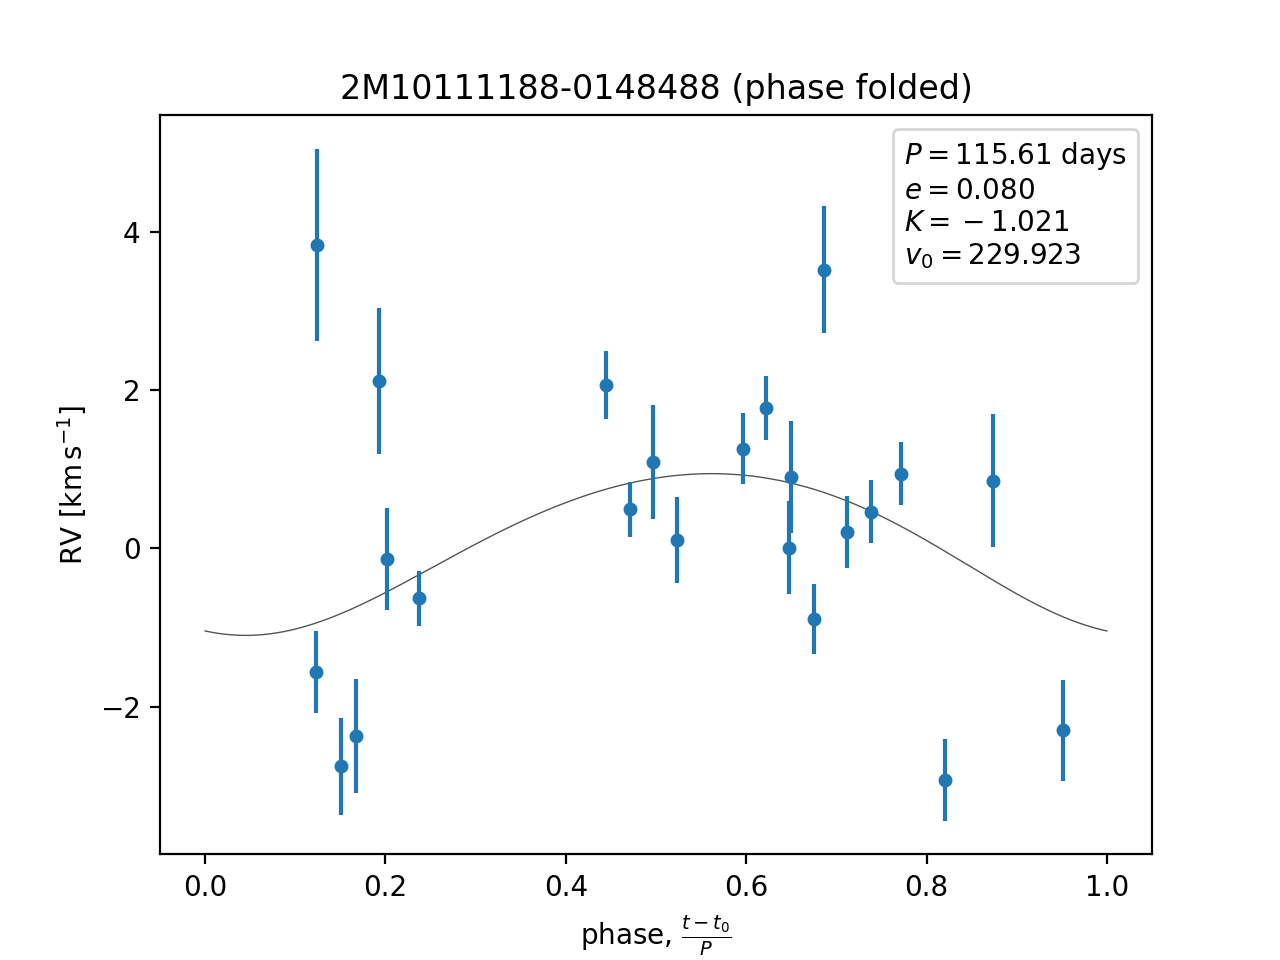 2M10111188-0148488 (phase folded)
P = 115.61 days
e = 0.080
K = −1.021
v₀ = 229.923
4
2
0
−2
RV [km s⁻¹]
0.0 0.2 0.4 0.6 0.8 1.0
phase, (t − t₀)/P